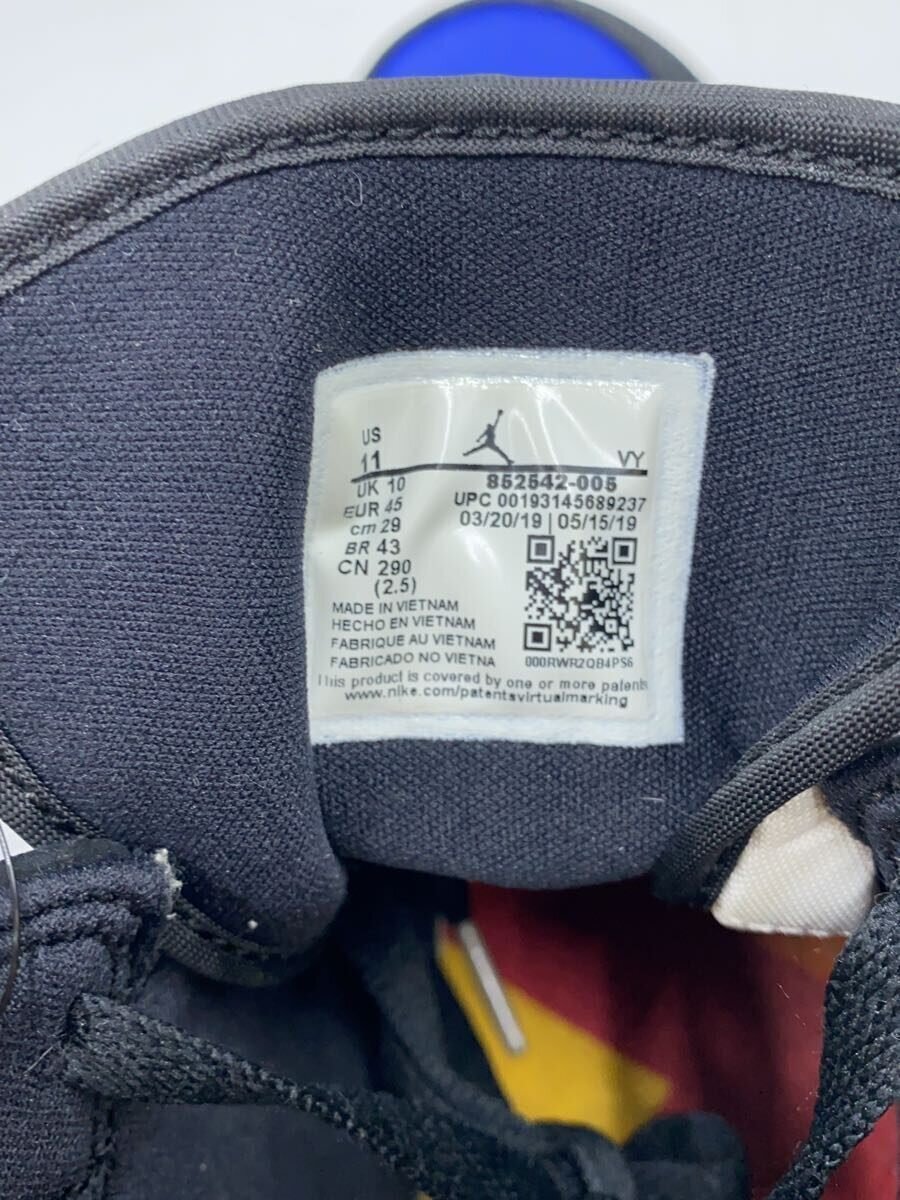 US
11
VY
UK 10
852542-005
EUR 45
UPC 00193145689237
cm 29
03/20/19 | 05/15/19
BR 43
CN 290
(2.5)
MADE IN VIETNAM
HECHO EN VIETNAM
FABRIQUE AU VIETNAM
FABRICADO NO VIETNA
000RWR2QB4PS6
This product is covered by one or more patents
www.nike.com/patentsvirtualmarking